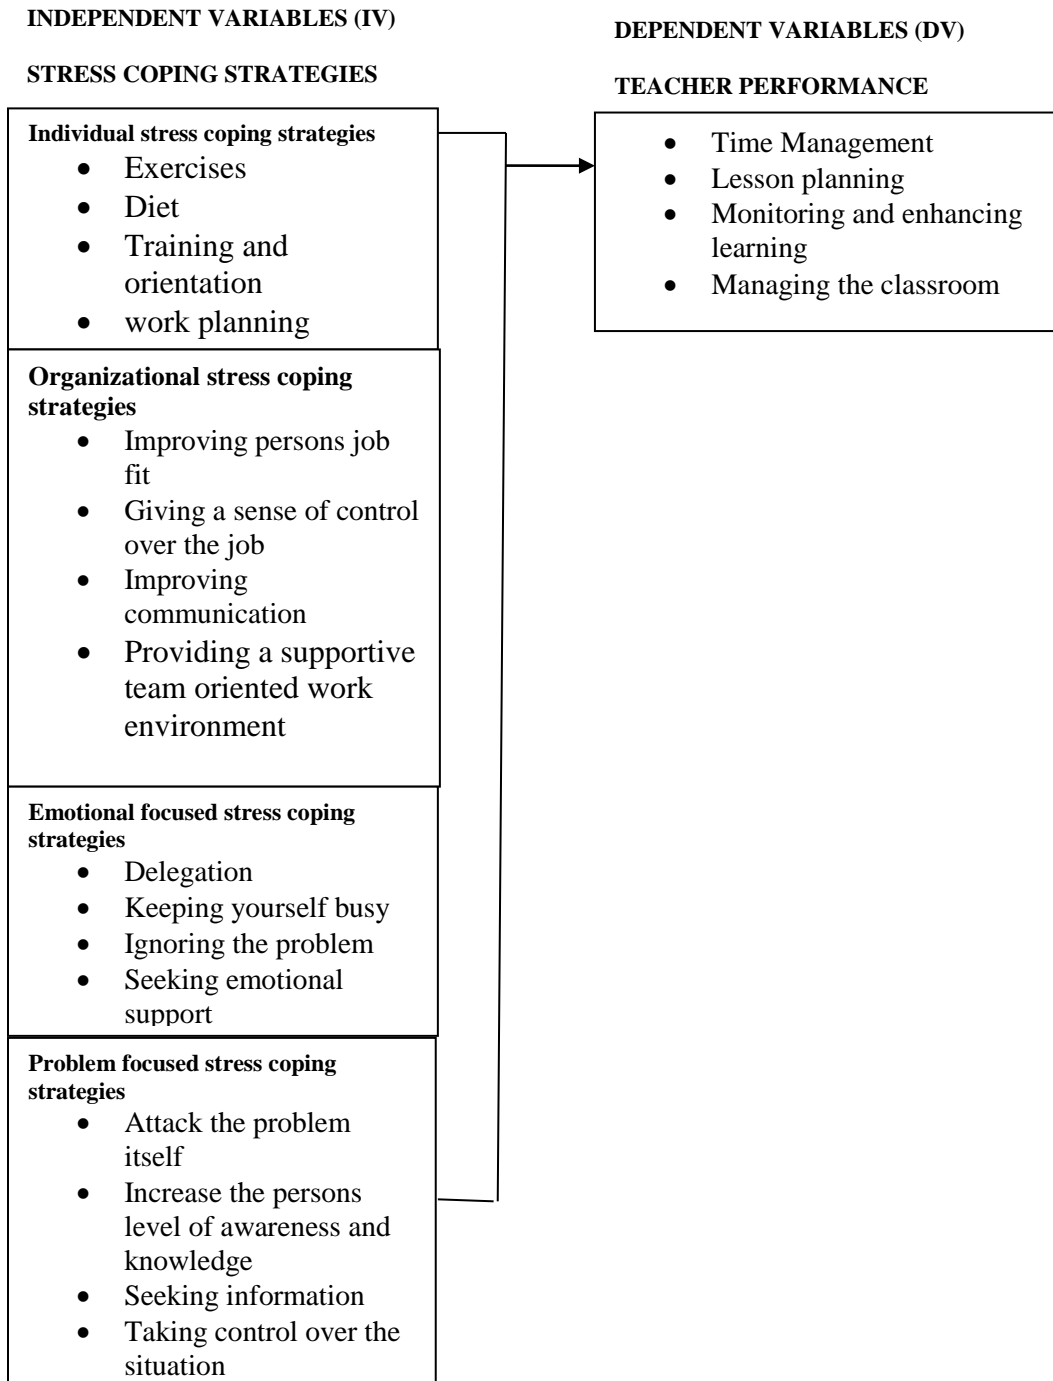 INDEPENDENT VARIABLES (IV)
STRESS COPING STRATEGIES
Individual stress coping strategies
• Exercises
• Diet
• Training and
orientation
• work planning
Organizational stress coping
strategies
• Improving persons job
fit
• Giving a sense of control
over the job
• Improving
communication
• Providing a supportive
team oriented work
environment
Emotional focused stress coping
strategies
• Delegation
• Keeping yourself busy
• Ignoring the problem
• Seeking emotional
support
Problem focused stress coping
strategies
• Attack the problem
itself
• Increase the persons
level of awareness and
knowledge
• Seeking information
• Taking control over the
situation
DEPENDENT VARIABLES (DV)
TEACHER PERFORMANCE
• Time Management
• Lesson planning
• Monitoring and enhancing
learning
• Managing the classroom